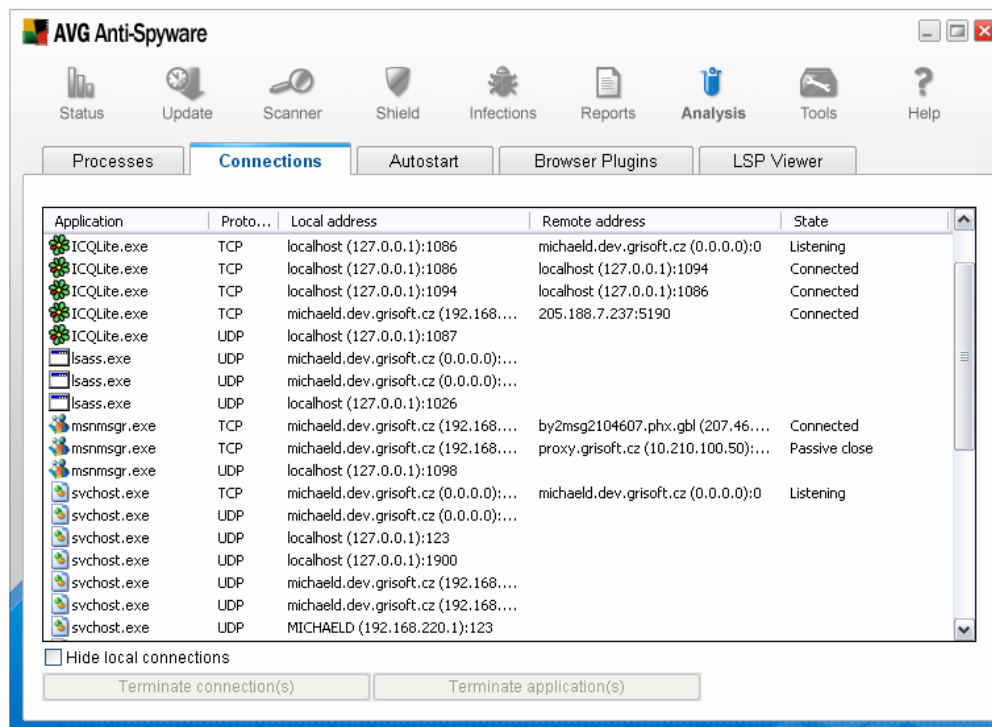 AVG Anti-Spyware
Status Update Scanner Shield Infections Reports Analysis Tools Help
Processes Connections Autostart Browser Plugins LSP Viewer
Application Proto... Local address Remote address State
ICQLite.exe TCP localhost (127.0.0.1):1086 michaeld.dev.grisoft.cz (0.0.0.0):0 Listening
ICQLite.exe TCP localhost (127.0.0.1):1086 localhost (127.0.0.1):1094 Connected
ICQLite.exe TCP localhost (127.0.0.1):1094 localhost (127.0.0.1):1086 Connected
ICQLite.exe TCP michaeld.dev.grisoft.cz (192.168.... 205.188.7.237:5190 Connected
ICQLite.exe UDP localhost (127.0.0.1):1087
lsass.exe UDP michaeld.dev.grisoft.cz (0.0.0.0):...
lsass.exe UDP michaeld.dev.grisoft.cz (0.0.0.0):...
lsass.exe UDP localhost (127.0.0.1):1026
msnmsgr.exe TCP michaeld.dev.grisoft.cz (192.168.... by2msg2104607.phx.gbl (207.46.... Connected
msnmsgr.exe TCP michaeld.dev.grisoft.cz (192.168.... proxy.grisoft.cz (10.210.100.50):... Passive close
msnmsgr.exe UDP localhost (127.0.0.1):1098
svchost.exe TCP michaeld.dev.grisoft.cz (0.0.0.0):... michaeld.dev.grisoft.cz (0.0.0.0):0 Listening
svchost.exe UDP michaeld.dev.grisoft.cz (0.0.0.0):...
svchost.exe UDP localhost (127.0.0.1):123
svchost.exe UDP localhost (127.0.0.1):1900
svchost.exe UDP michaeld.dev.grisoft.cz (192.168....
svchost.exe UDP michaeld.dev.grisoft.cz (192.168....
svchost.exe UDP MICHAELD (192.168.220.1):123
Hide local connections
Terminate connection(s) Terminate application(s)